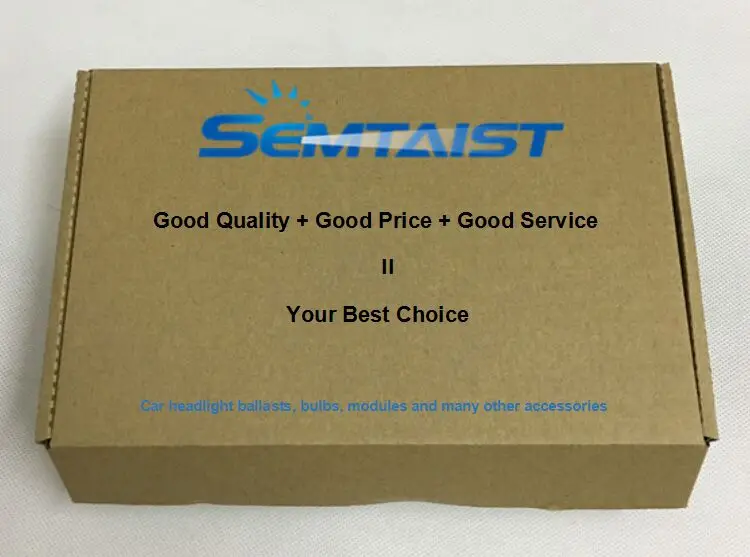 SEMTAIST
Good Quality + Good Price + Good Service
II
Your Best Choice
Car headlight ballasts, bulbs, modules and many other accessories